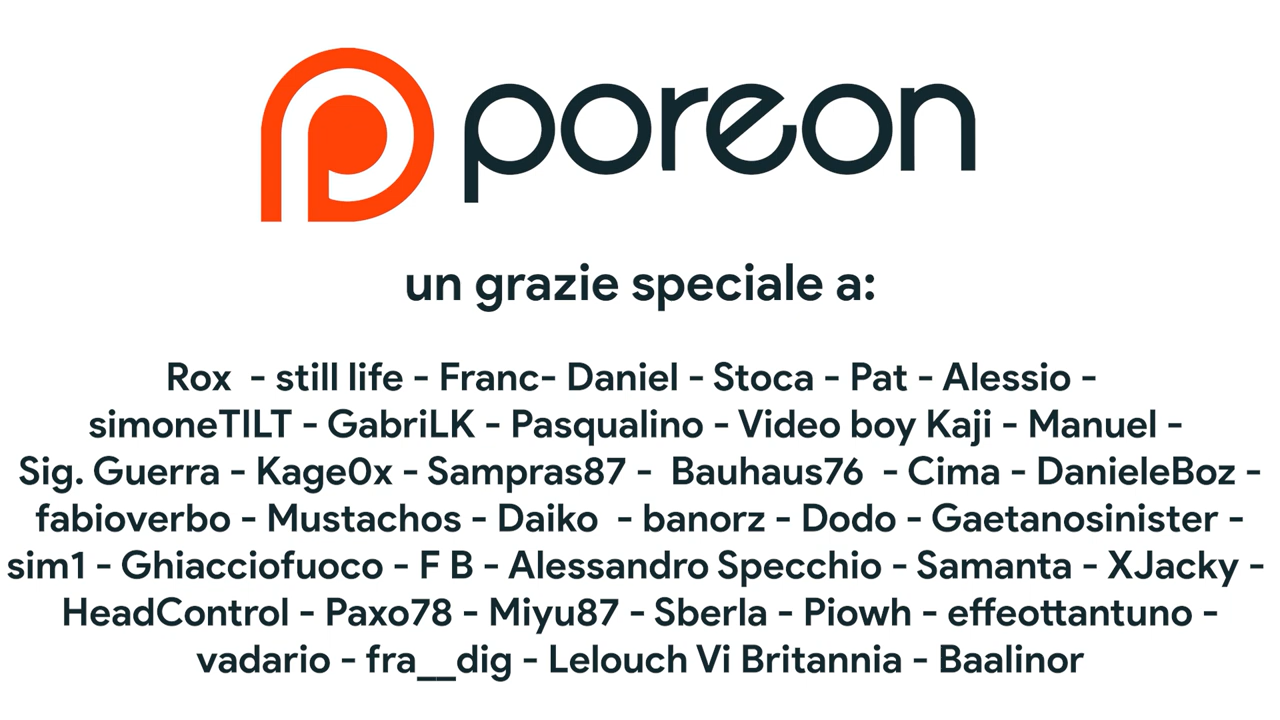 poreon
un grazie speciale a:
Rox - still life - Franc- Daniel - Stoca - Pat - Alessio -
simoneTILT - GabriLK - Pasqualino - Video boy Kaji - Manuel -
Sig. Guerra - Kage0x - Sampras87 - Bauhaus76 - Cima - DanieleBoz -
fabioverbo - Mustachos - Daiko - banorz - Dodo - Gaetanosinister -
sim1 - Ghiacciofuoco - F B - Alessandro Specchio - Samanta - XJacky -
HeadControl - Paxo78 - Miyu87 - Sberla - Piowh - effeottantuno -
vadario - fra__dig - Lelouch Vi Britannia - Baalinor